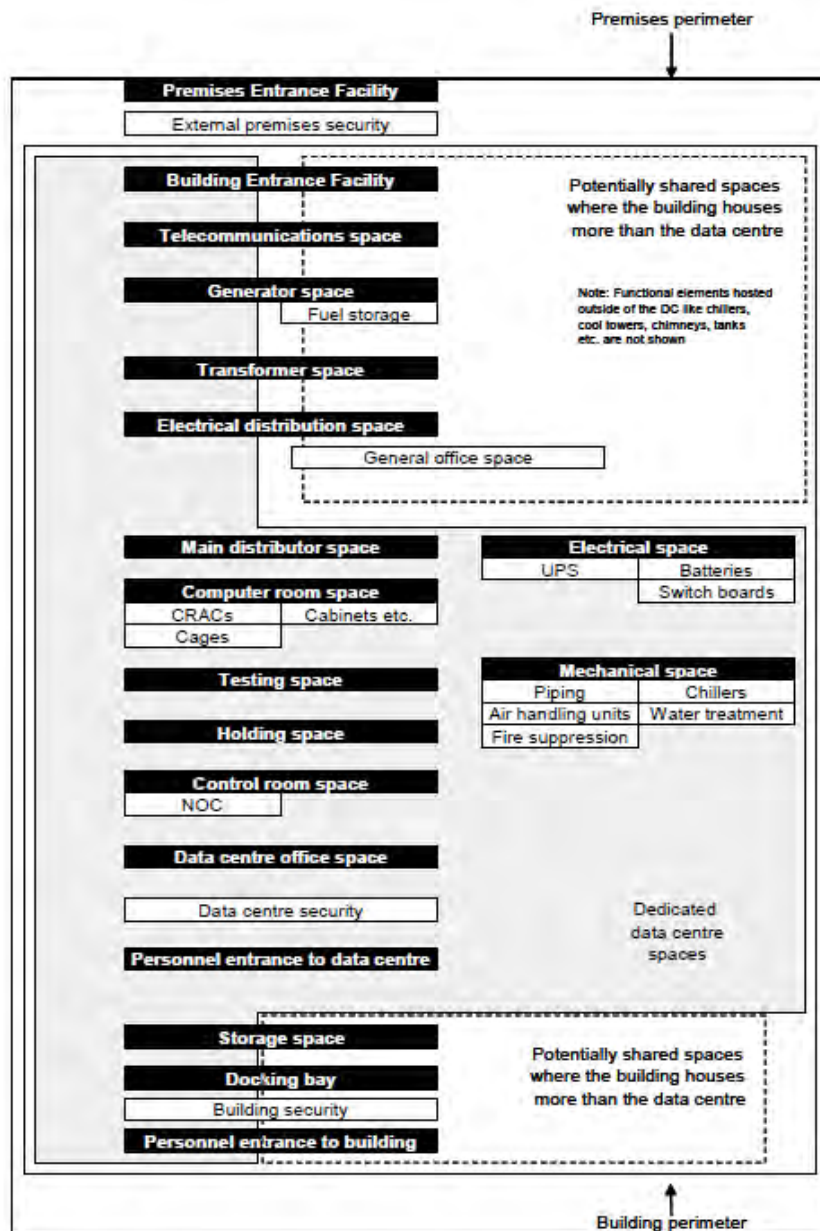 Premises perimeter
Premises Entrance Facility
External premises security
Building Entrance Facility
Potentially shared spaces
where the building houses
more than the data centre
Telecommunications space
Generator space
Fuel storage
Note: Functional elements hosted
outside of the DC like chillers,
cool towers, chimneys, tanks
etc. are not shown
Transformer space
Electrical distribution space
General office space
Main distributor space
Electrical space
UPS
Batteries
Switch boards
Computer room space
CRACs
Cabinets etc.
Cages
Testing space
Mechanical space
Piping
Chillers
Air handling units
Water treatment
Fire suppression
Holding space
Control room space
NOC
Data centre office space
Data centre security
Dedicated
data centre
spaces
Personnel entrance to data centre
Storage space
Potentially shared spaces
where the building houses
more than the data centre
Docking bay
Building security
Personnel entrance to building
Building perimeter